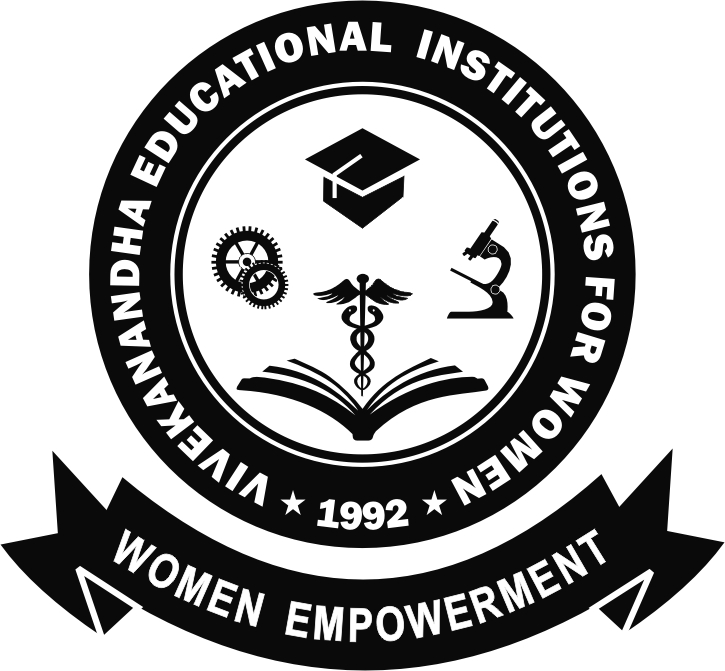 VIVEKANANDHA EDUCATIONAL INSTITUTIONS FOR WOMEN
★ 1992 ★
WOMEN EMPOWERMENT